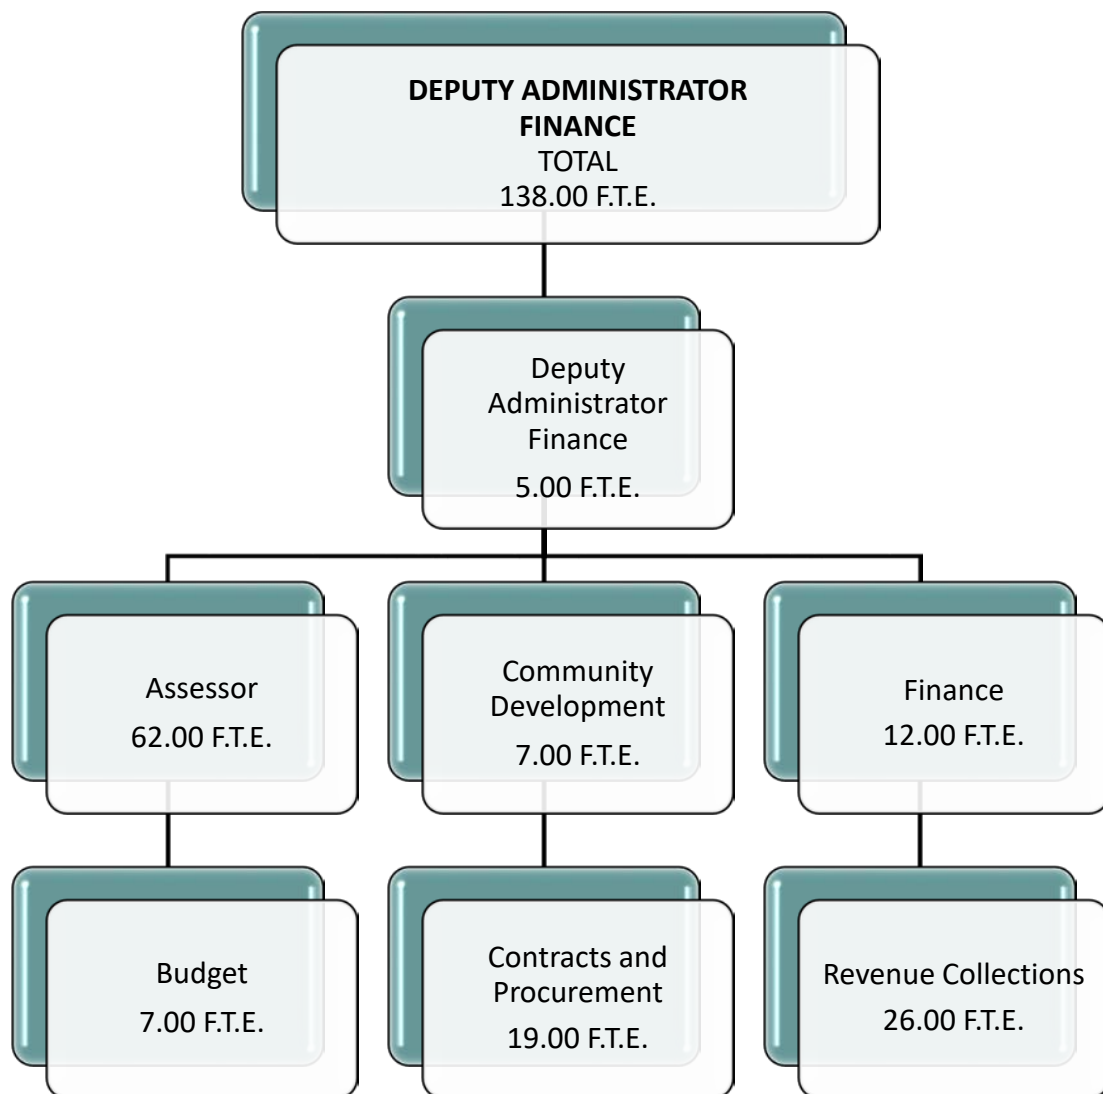 DEPUTY ADMINISTRATOR
FINANCE
TOTAL
138.00 F.T.E.
Deputy
Administrator
Finance
5.00 F.T.E.
Assessor
62.00 F.T.E.
Community
Development
7.00 F.T.E.
Finance
12.00 F.T.E.
Budget
7.00 F.T.E.
Contracts and
Procurement
19.00 F.T.E.
Revenue Collections
26.00 F.T.E.